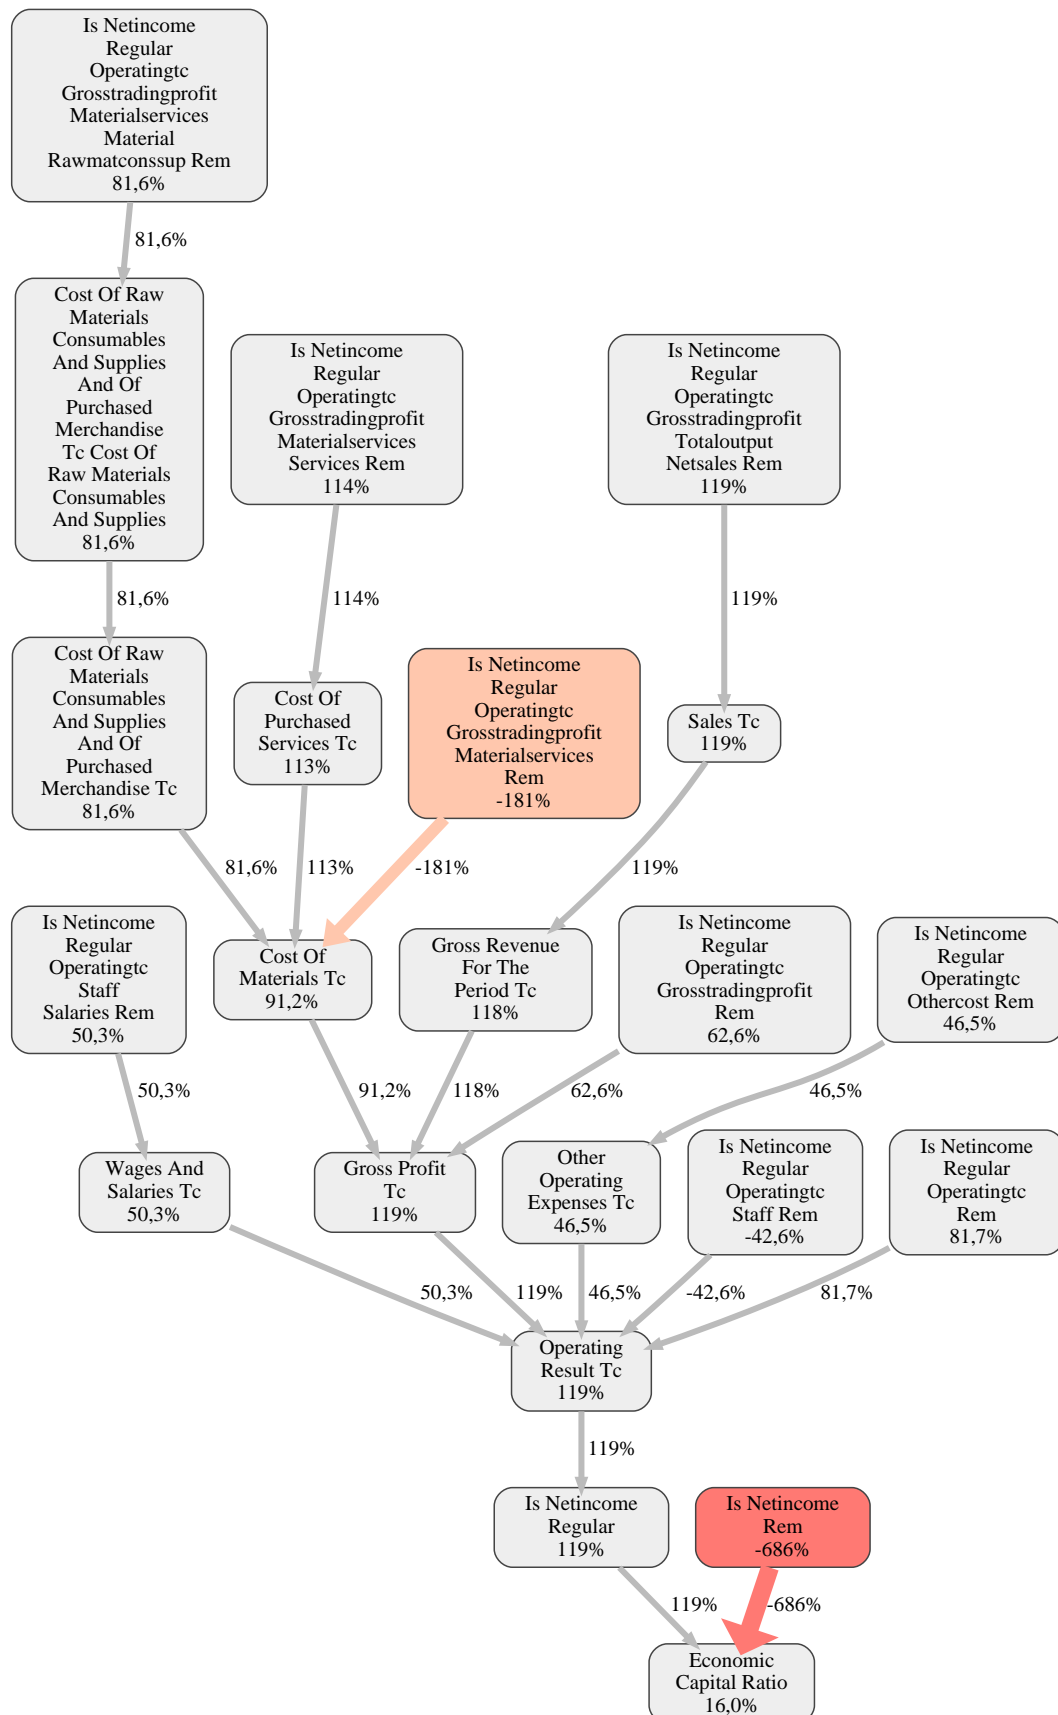 Is Netincome
Regular
Operatingtc
Grosstradingprofit
Materialservices
Material
Rawmatconssup Rem
81,6%
81,6%
Cost Of Raw
Materials
Consumables
And Supplies
And Of
Purchased
Merchandise
Tc Cost Of
Raw Materials
Consumables
And Supplies
81,6%
Is Netincome
Regular
Operatingtc
Grosstradingprofit
Materialservices
Services Rem
114%
Is Netincome
Regular
Operatingtc
Grosstradingprofit
Totaloutput
Netsales Rem
119%
81,6%
114%
119%
Cost Of Raw
Materials
Consumables
And Supplies
And Of
Purchased
Merchandise Tc
81,6%
Cost Of
Purchased
Services Tc
113%
Is Netincome
Regular
Operatingtc
Grosstradingprofit
Materialservices
Rem
-181%
Sales Tc
119%
81,6%
113%
-181%
119%
Is Netincome
Regular
Operatingtc
Staff
Salaries Rem
50,3%
Cost Of
Materials Tc
91,2%
Gross Revenue
For The
Period Tc
118%
Is Netincome
Regular
Operatingtc
Grosstradingprofit
Rem
62,6%
Is Netincome
Regular
Operatingtc
Othercost Rem
46,5%
50,3%
91,2%
118%
62,6%
46,5%
Wages And
Salaries Tc
50,3%
Gross Profit
Tc
119%
Other
Operating
Expenses Tc
46,5%
Is Netincome
Regular
Operatingtc
Staff Rem
-42,6%
Is Netincome
Regular
Operatingtc
Rem
81,7%
50,3%
119%
46,5%
-42,6%
81,7%
Operating
Result Tc
119%
119%
Is Netincome
Regular
119%
Is Netincome
Rem
-686%
119%
-686%
Economic
Capital Ratio
16,0%